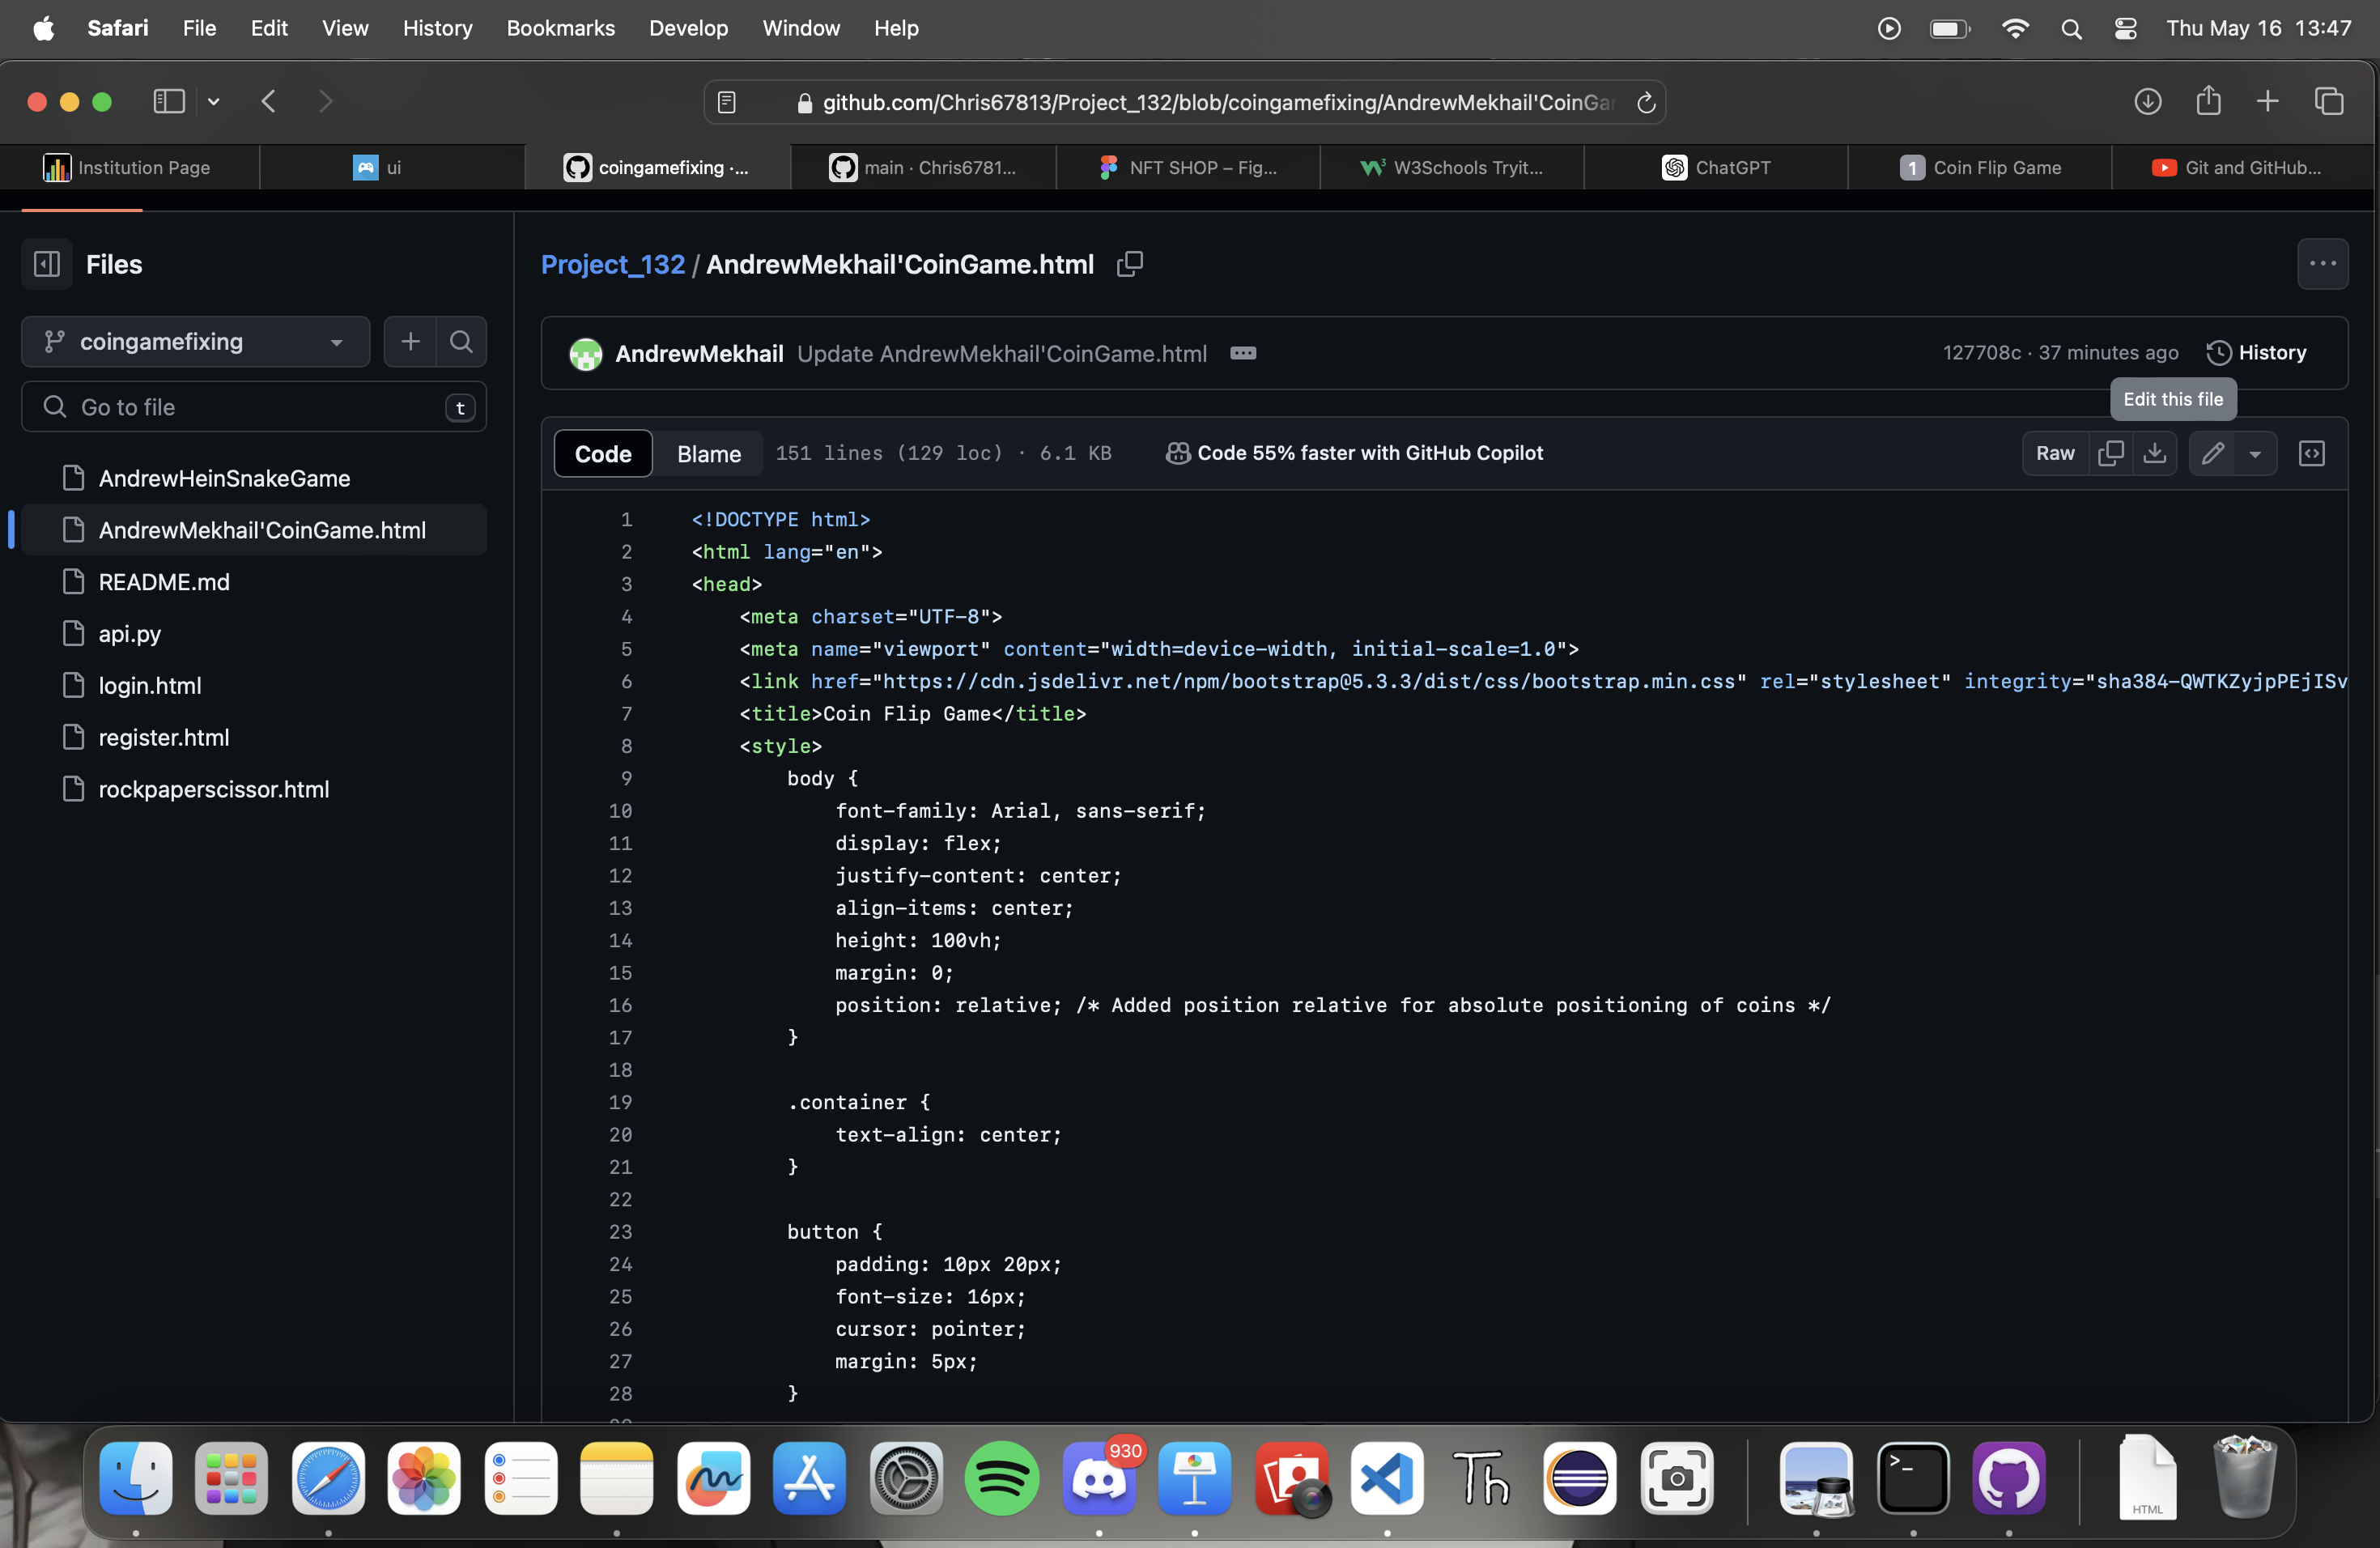 Safari File Edit View History Bookmarks Develop Window Help Thu May 16 13:47
github.com/Chris67813/Project_132/blob/coingamefixing/AndrewMekhail'CoinGa
Institution Page ui coingamefixing ·... main · Chris6781... NFT SHOP – Fig... W3Schools Tryit... ChatGPT 1 Coin Flip Game Git and GitHub...
Files
Project_132 / AndrewMekhail'CoinGame.html
coingamefixing
AndrewMekhail Update AndrewMekhail'CoinGame.html 127708c · 37 minutes ago History
Go to file t
Edit this file
Code Blame 151 lines (129 loc) · 6.1 KB Code 55% faster with GitHub Copilot Raw
AndrewHeinSnakeGame
AndrewMekhail'CoinGame.html
README.md
api.py
login.html
register.html
rockpaperscissor.html
1 <!DOCTYPE html>
2 <html lang="en">
3 <head>
4 <meta charset="UTF-8">
5 <meta name="viewport" content="width=device-width, initial-scale=1.0">
6 <link href="https://cdn.jsdelivr.net/npm/bootstrap@5.3.3/dist/css/bootstrap.min.css" rel="stylesheet" integrity="sha384-QWTKZyjpPEjISv
7 <title>Coin Flip Game</title>
8 <style>
9 body {
10 font-family: Arial, sans-serif;
11 display: flex;
12 justify-content: center;
13 align-items: center;
14 height: 100vh;
15 margin: 0;
16 position: relative; /* Added position relative for absolute positioning of coins */
17 }
18
19 .container {
20 text-align: center;
21 }
22
23 button {
24 padding: 10px 20px;
25 font-size: 16px;
26 cursor: pointer;
27 margin: 5px;
28 }
930
Th
>_
HTML